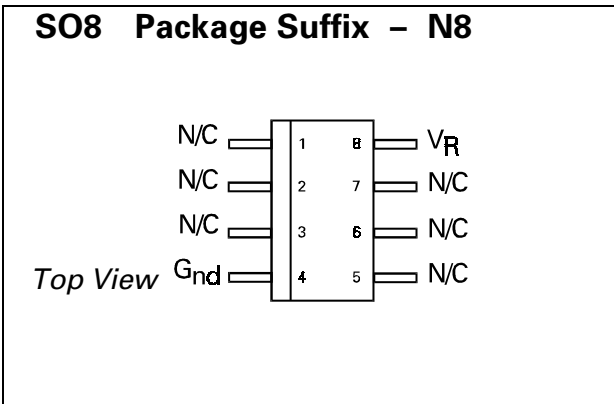 SO8 Package Suffix – N8
N/C 1 8 VR
N/C 2 7 N/C
N/C 3 6 N/C
Top View Gnd 4 5 N/C